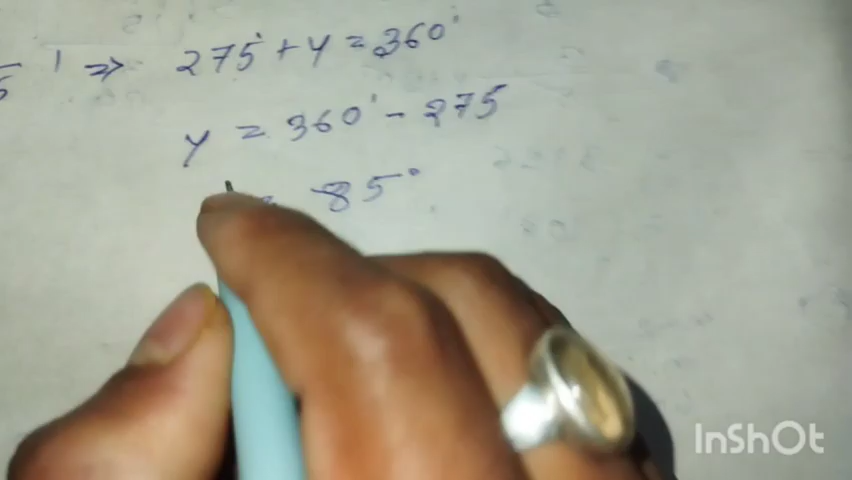 ⇒ 275° + y = 360°
y = 360° - 275
= 85°
InShOt